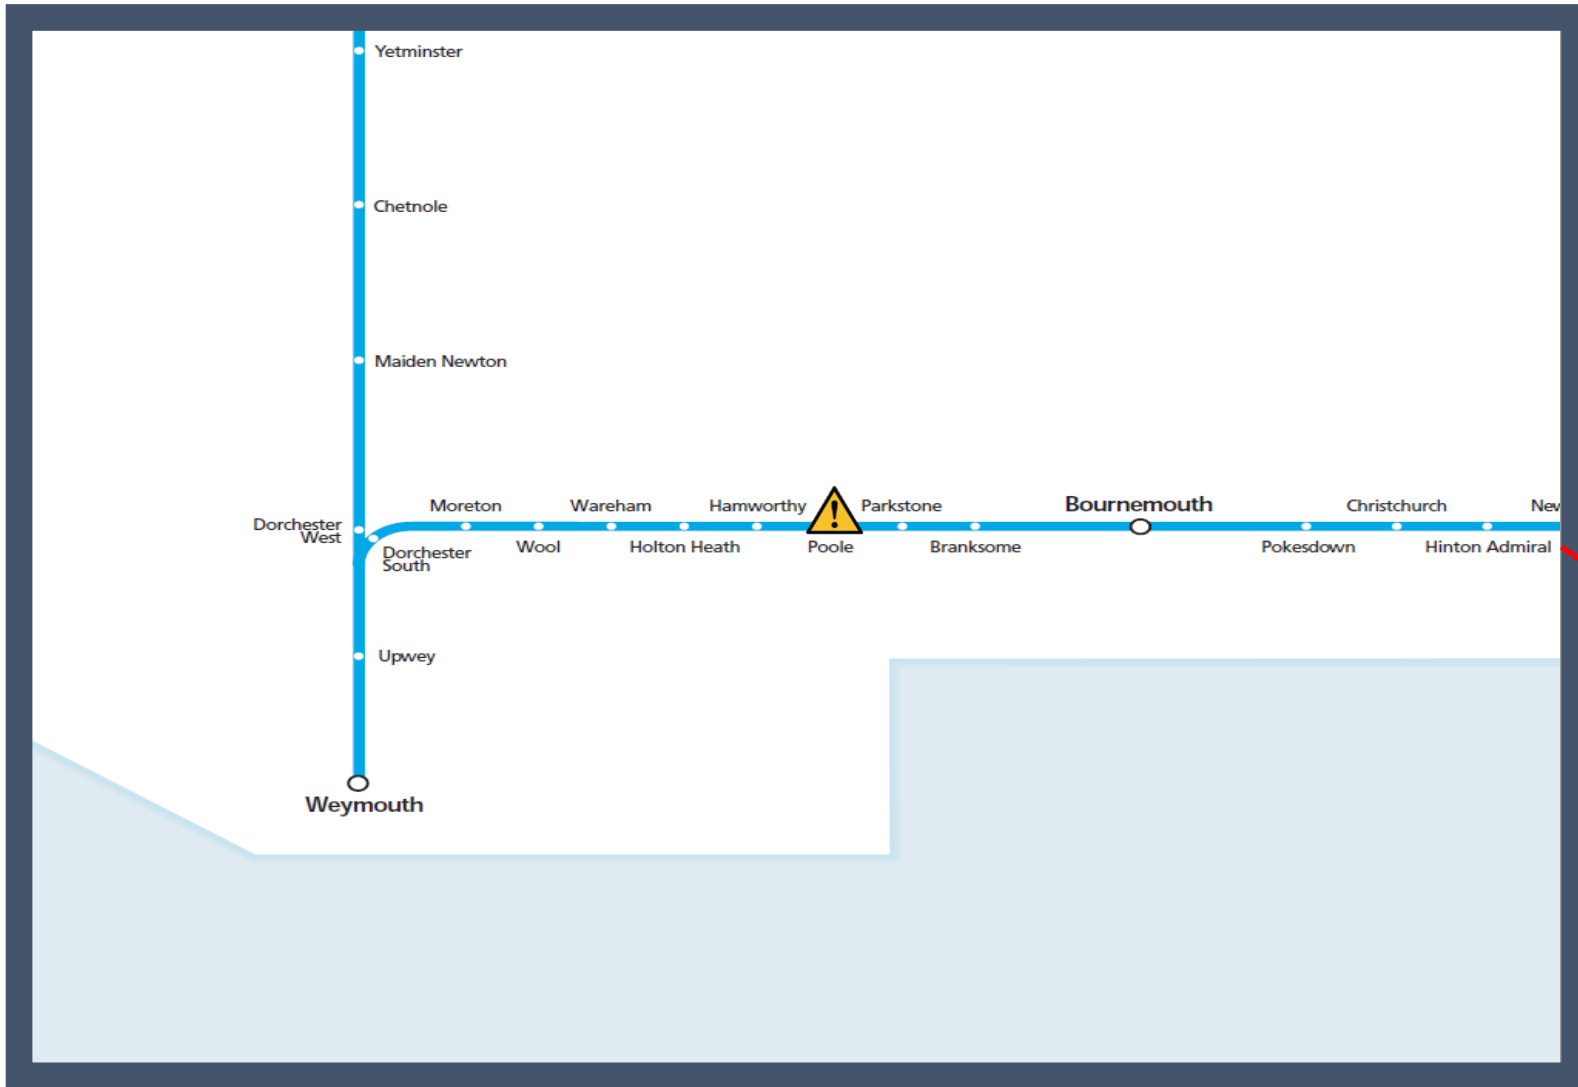 Yetminster
Chetnole
Maiden Newton
Moreton
Wareham
Hamworthy
!
Parkstone
Bournemouth
Christchurch
New
Dorchester
West
Dorchester
South
Wool
Holton Heath
Poole
Branksome
Pokesdown
Hinton Admiral
Upwey
Weymouth